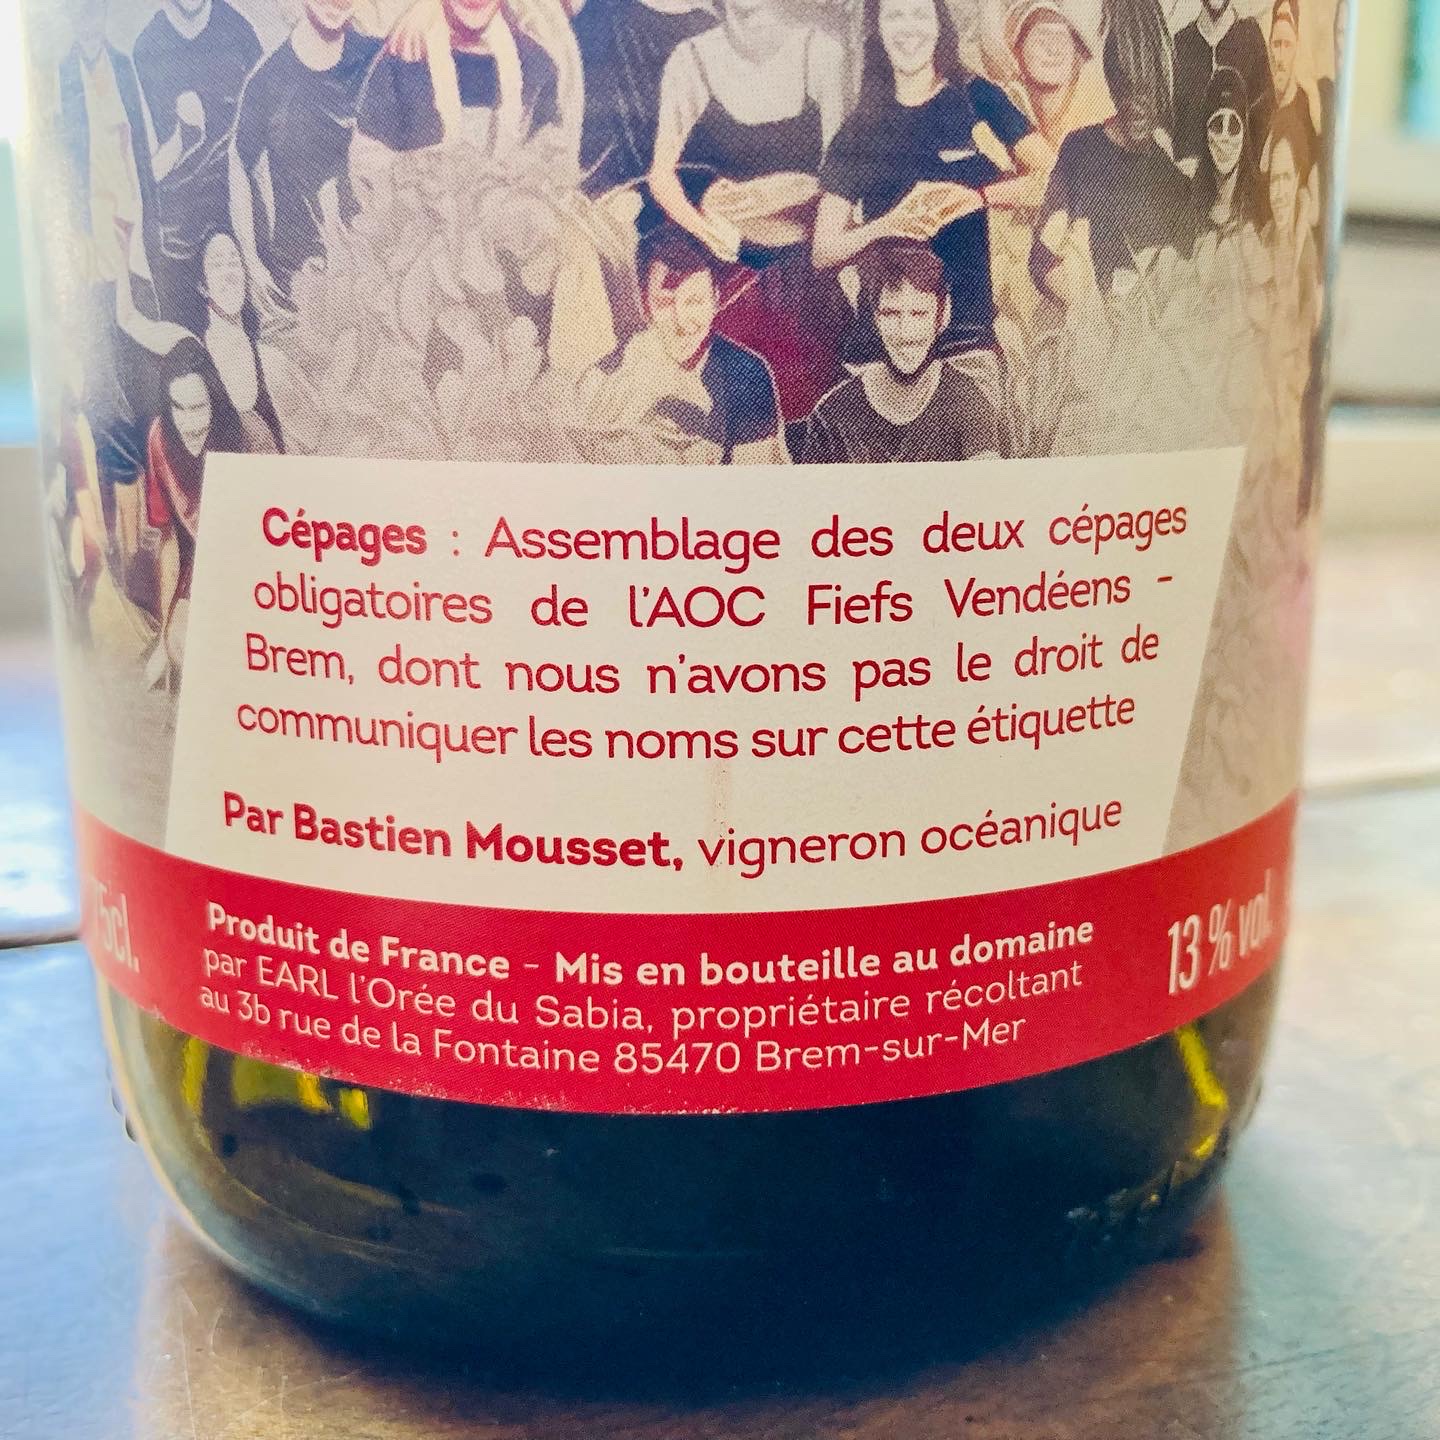 Cépages : Assemblage des deux cépages
obligatoires de l'AOC Fiefs Vendéens -
Brem, dont nous n'avons pas le droit de
communiquer les noms sur cette étiquette
Par Bastien Mousset, vigneron océanique
75cl.
Produit de France - Mis en bouteille au domaine
par EARL l'Orée du Sabia, propriétaire récoltant
au 3b rue de la Fontaine 85470 Brem-sur-Mer
13 % vol.